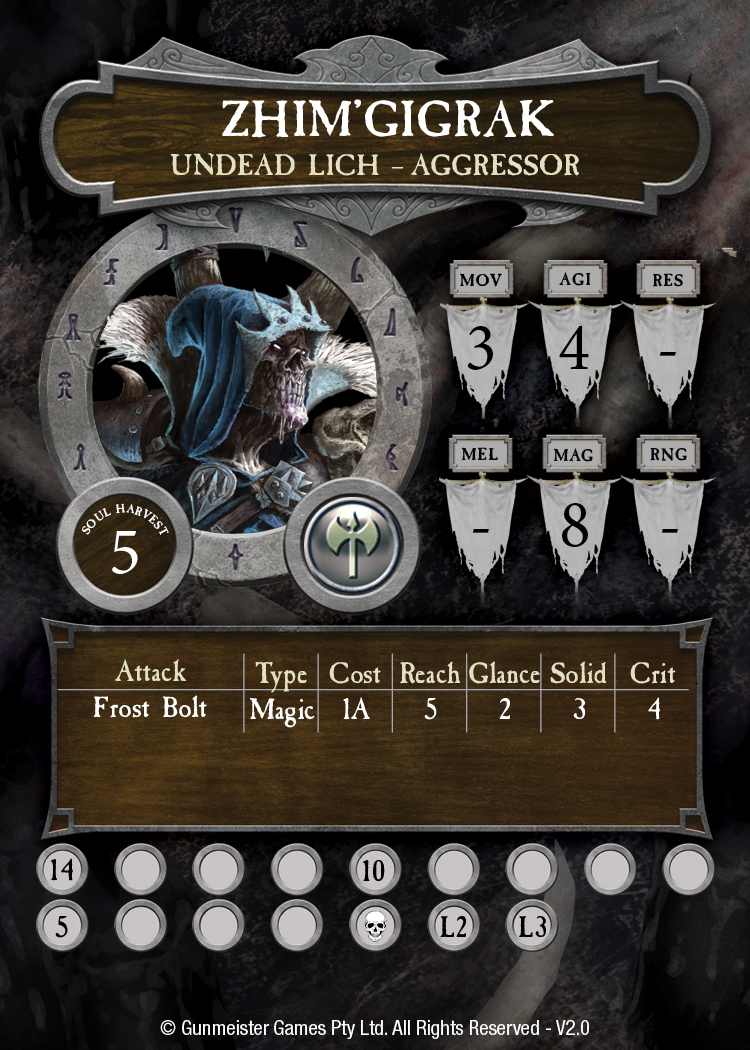 ZHIM'GIGRAK
UNDEAD LICH – AGGRESSOR
MOV AGI RES
3 4 -
MEL MAG RNG
- 8 -
SOUL HARVEST
5
Attack Type Cost Reach Glance Solid Crit
Frost Bolt Magic 1A 5 2 3 4
14 10
5 L2 L3
© Gunmeister Games Pty Ltd. All Rights Reserved - V2.0